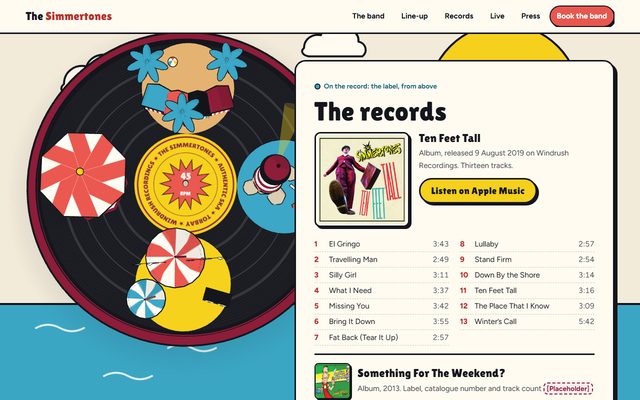 The Simmertones
The band
Line-up
Records
Live
Press
Book the band
On the record: the label, from above
The records
Ten Feet Tall
Album, released 9 August 2019 on Windrush
Recordings. Thirteen tracks.
Listen on Apple Music
1 El Gringo 3:43
2 Travelling Man 2:49
3 Silly Girl 3:11
4 What I Need 3:37
5 Missing You 3:42
6 Bring It Down 3:55
7 Fat Back (Tear It Up) 2:57
8 Lullaby 2:57
9 Stand Firm 2:54
10 Down By the Shore 3:14
11 Ten Feet Tall 3:16
12 The Place That I Know 3:09
13 Winter's Call 5:42
Something For The Weekend?
Album, 2013. Label, catalogue number and track count [Placeholder]
THE SIMMERTONES ★ AUTHENTIC SKA ★ TORBAY ★ WINDRUSH RECORDINGS ★
45
RPM
SIMMERTONES
TEN FEET TALL